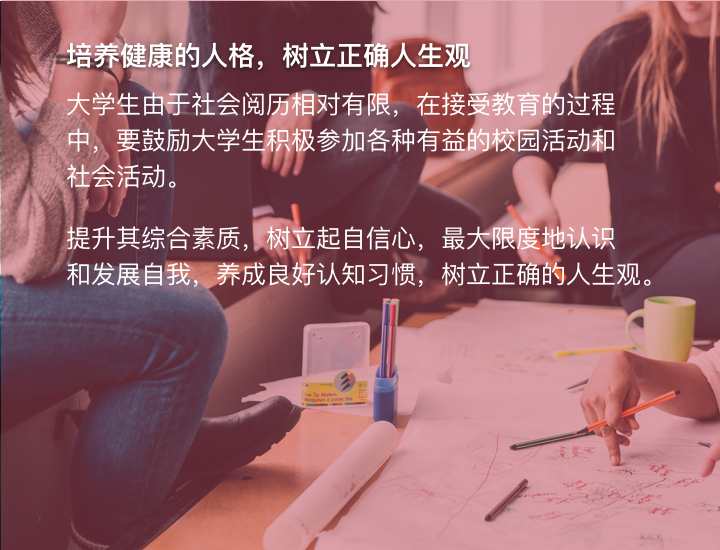 培养健康的人格，树立正确人生观
大学生由于社会阅历相对有限，在接受教育的过程
中，要鼓励大学生积极参加各种有益的校园活动和
社会活动。
提升其综合素质，树立起自信心，最大限度地认识
和发展自我，养成良好认知习惯，树立正确的人生观。